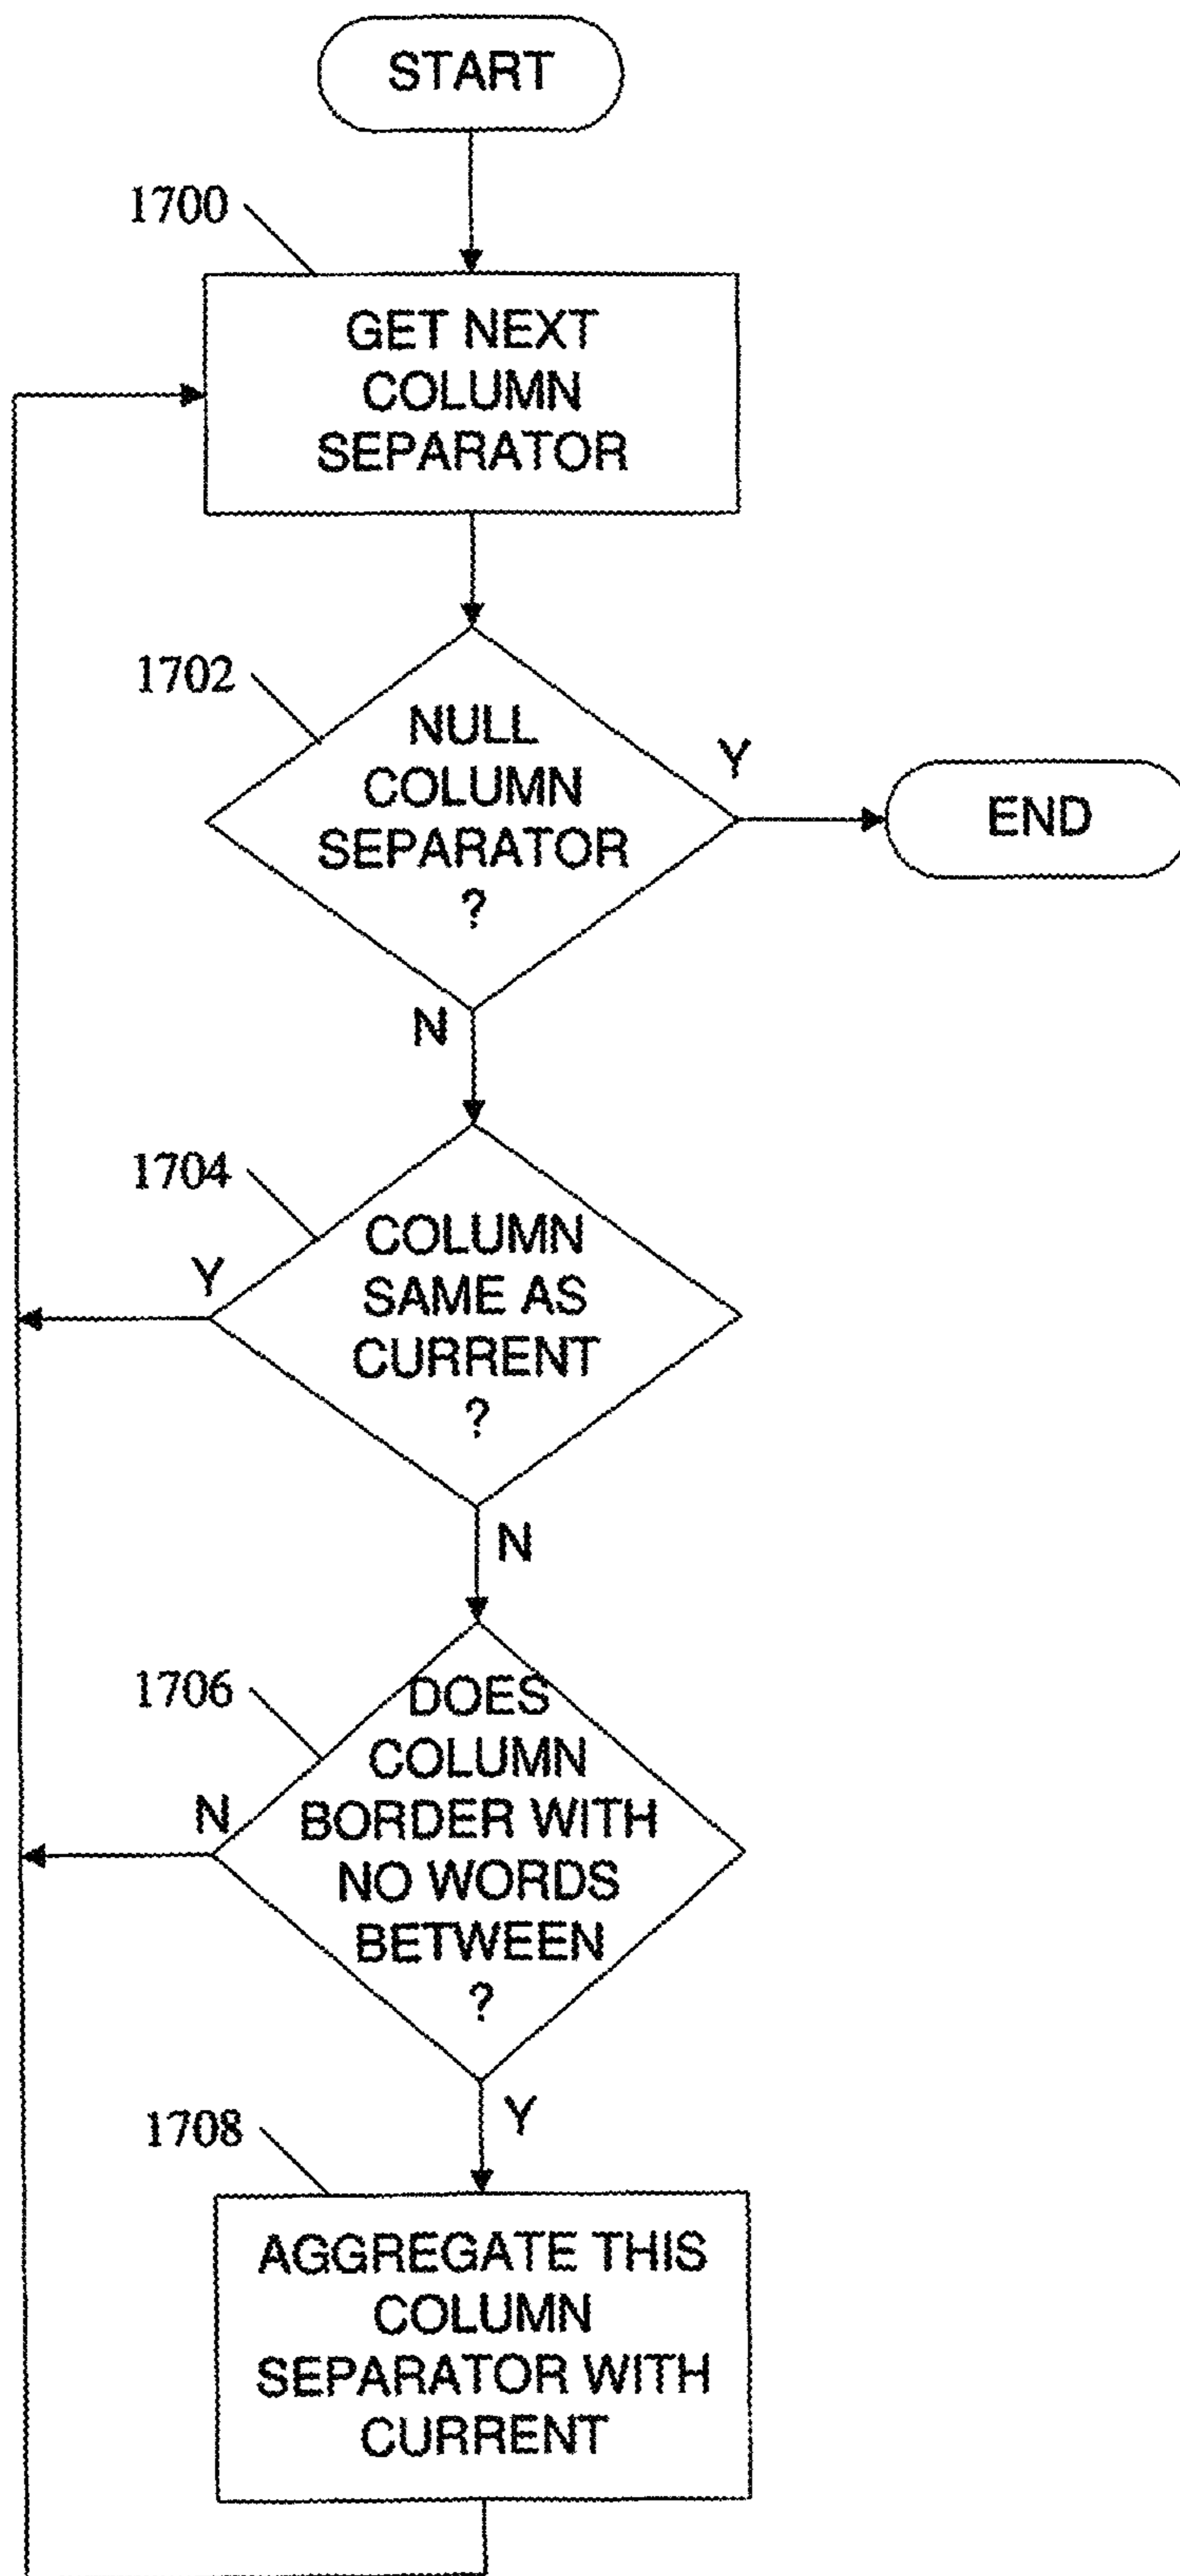 START
1700
GET NEXT
COLUMN
SEPARATOR
1702
NULL
COLUMN
SEPARATOR
?
Y
END
N
1704
COLUMN
SAME AS
CURRENT
?
Y
N
1706
DOES
COLUMN
BORDER WITH
NO WORDS
BETWEEN
?
N
Y
1708
AGGREGATE THIS
COLUMN
SEPARATOR WITH
CURRENT